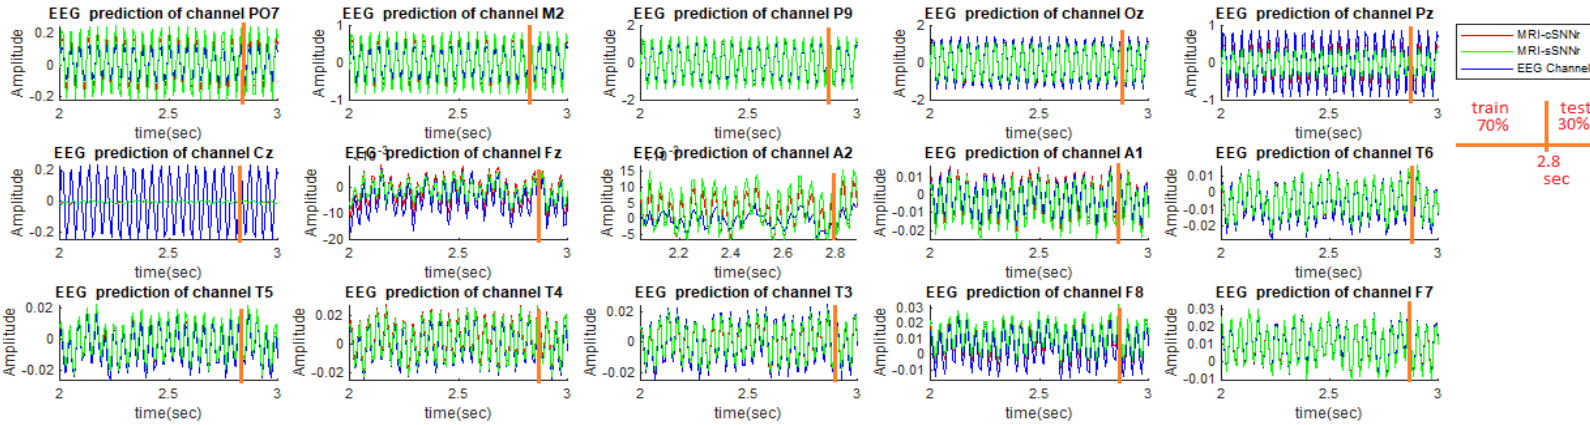 EEG  prediction of channel PO7
EEG  prediction of channel M2
EEG  prediction of channel P9
EEG  prediction of channel Oz
EEG  prediction of channel Pz
Amplitude
0.2
0
-0.2
2
2.5
3
time(sec)
Amplitude
1
0
-1
2
2.5
3
time(sec)
Amplitude
2
0
-2
2
2.5
3
time(sec)
Amplitude
2
0
-2
2
2.5
3
time(sec)
Amplitude
1
0
-1
2
2.5
3
time(sec)
MRI-cSNNr
MRI-sSNNr
EEG Channel
train
70%
test
30%
2.8
sec
EEG  prediction of channel Cz
EEG  prediction of channel Fz
EEG  prediction of channel A2
EEG  prediction of channel A1
EEG  prediction of channel T6
Amplitude
0.2
0
-0.2
2
2.5
3
time(sec)
Amplitude
0
-10
-20
2
2.5
3
time(sec)
Amplitude
15
10
5
0
-5
2.2
2.4
2.6
2.8
time(sec)
Amplitude
0.01
0
-0.01
-0.02
2
2.5
3
time(sec)
Amplitude
0.01
0
-0.01
-0.02
2
2.5
3
time(sec)
EEG  prediction of channel T5
EEG  prediction of channel T4
EEG  prediction of channel T3
EEG  prediction of channel F8
EEG  prediction of channel F7
Amplitude
0.02
0
-0.02
2
2.5
3
time(sec)
Amplitude
0.02
0
-0.02
2
2.5
3
time(sec)
Amplitude
0.02
0
-0.02
2
2.5
3
time(sec)
Amplitude
0.03
0.02
0.01
0
-0.01
2
2.5
3
time(sec)
Amplitude
0.03
0.02
0.01
0
-0.01
2
2.5
3
time(sec)